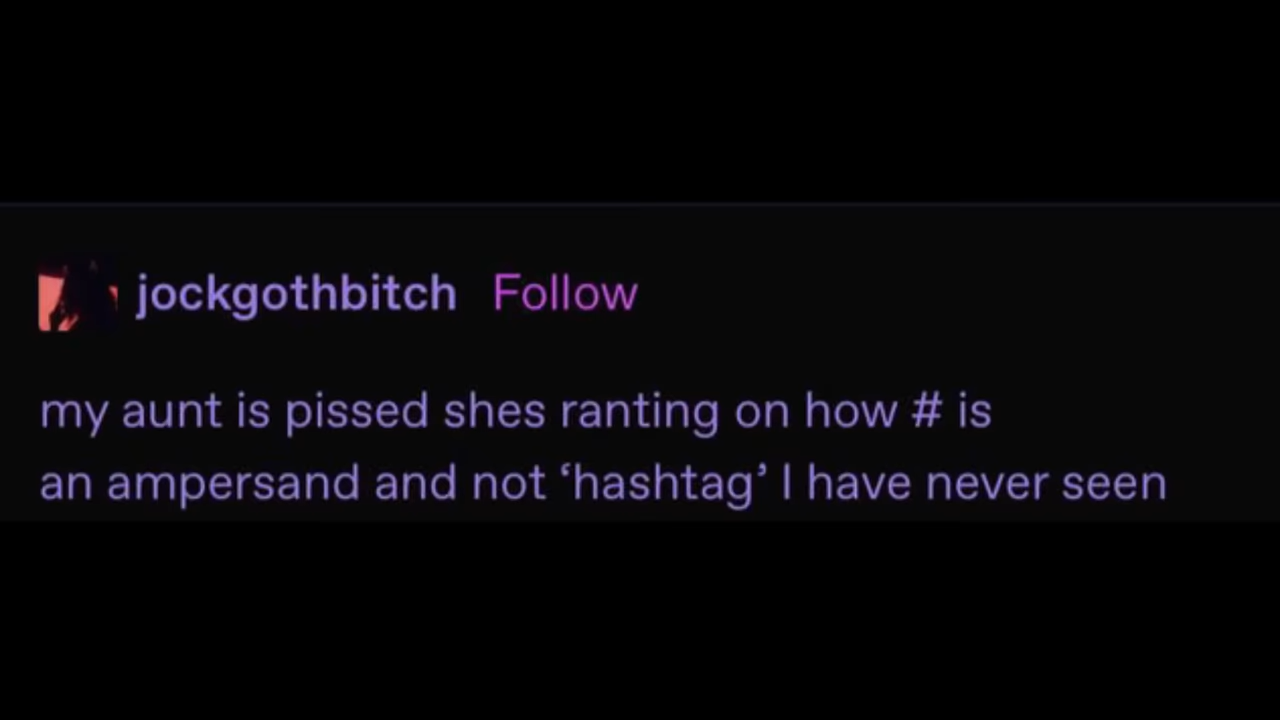 jockgothbitch Follow
my aunt is pissed shes ranting on how # is
an ampersand and not ‘hashtag’ I have never seen